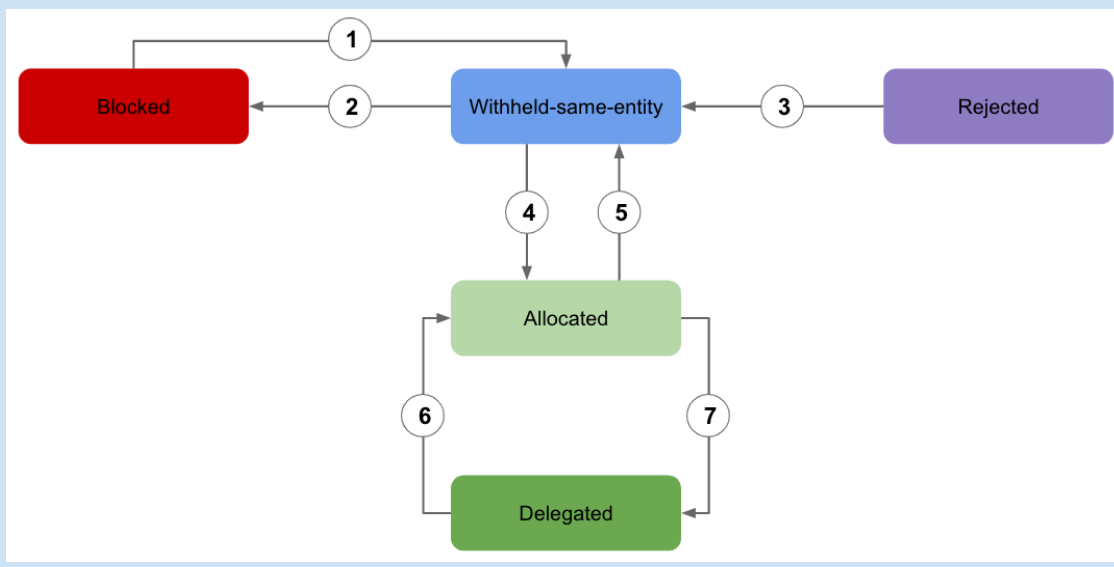 1
Blocked
2
Withheld-same-entity
3
Rejected
4
5
Allocated
6
7
Delegated